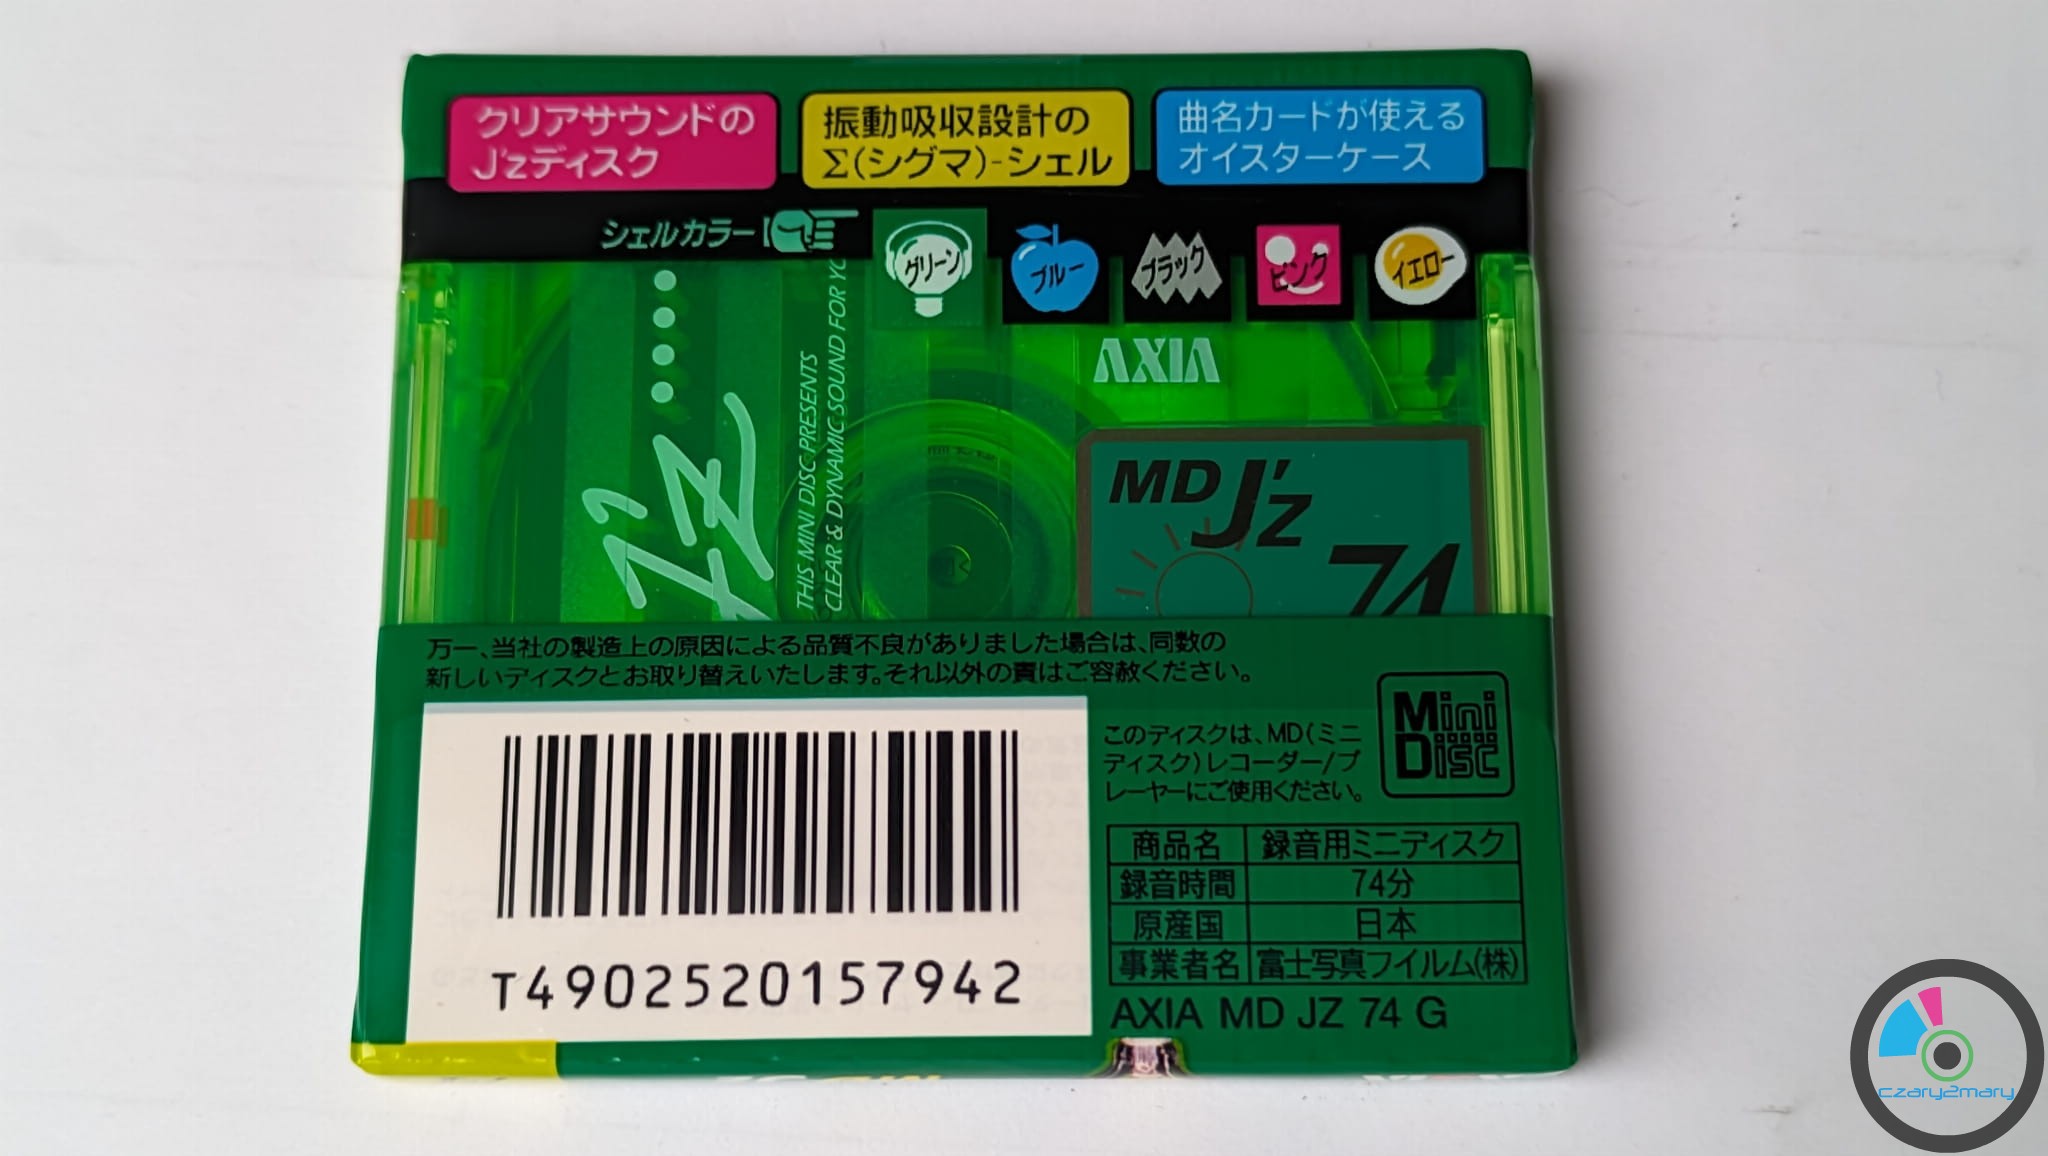 クリアサウンドの
J'zディスク
振動吸収設計の
Σ(シグマ)-シェル
曲名カードが使える
オイスターケース
シェルカラー
グリーン
ブルー
ブラック
ピンク
イエロー
AXIA
J'z
THIS MINI DISC PRESENTS
CLEAR & DYNAMIC SOUND FOR
MD J'z
74
万一、当社の製造上の原因による品質不良がありました場合は、同数の
新しいディスクとお取り替えいたします。それ以外の責はご容赦ください。
このディスクは、MD(ミニ
ディスク)レコーダー/プ
レーヤーにご使用ください。
Mini
Disc
商品名 録音用ミニディスク
録音時間 74分
原産国 日本
事業者名 富士写真フイルム(株)
AXIA MD JZ 74 G
T4902520157942
czary2mary